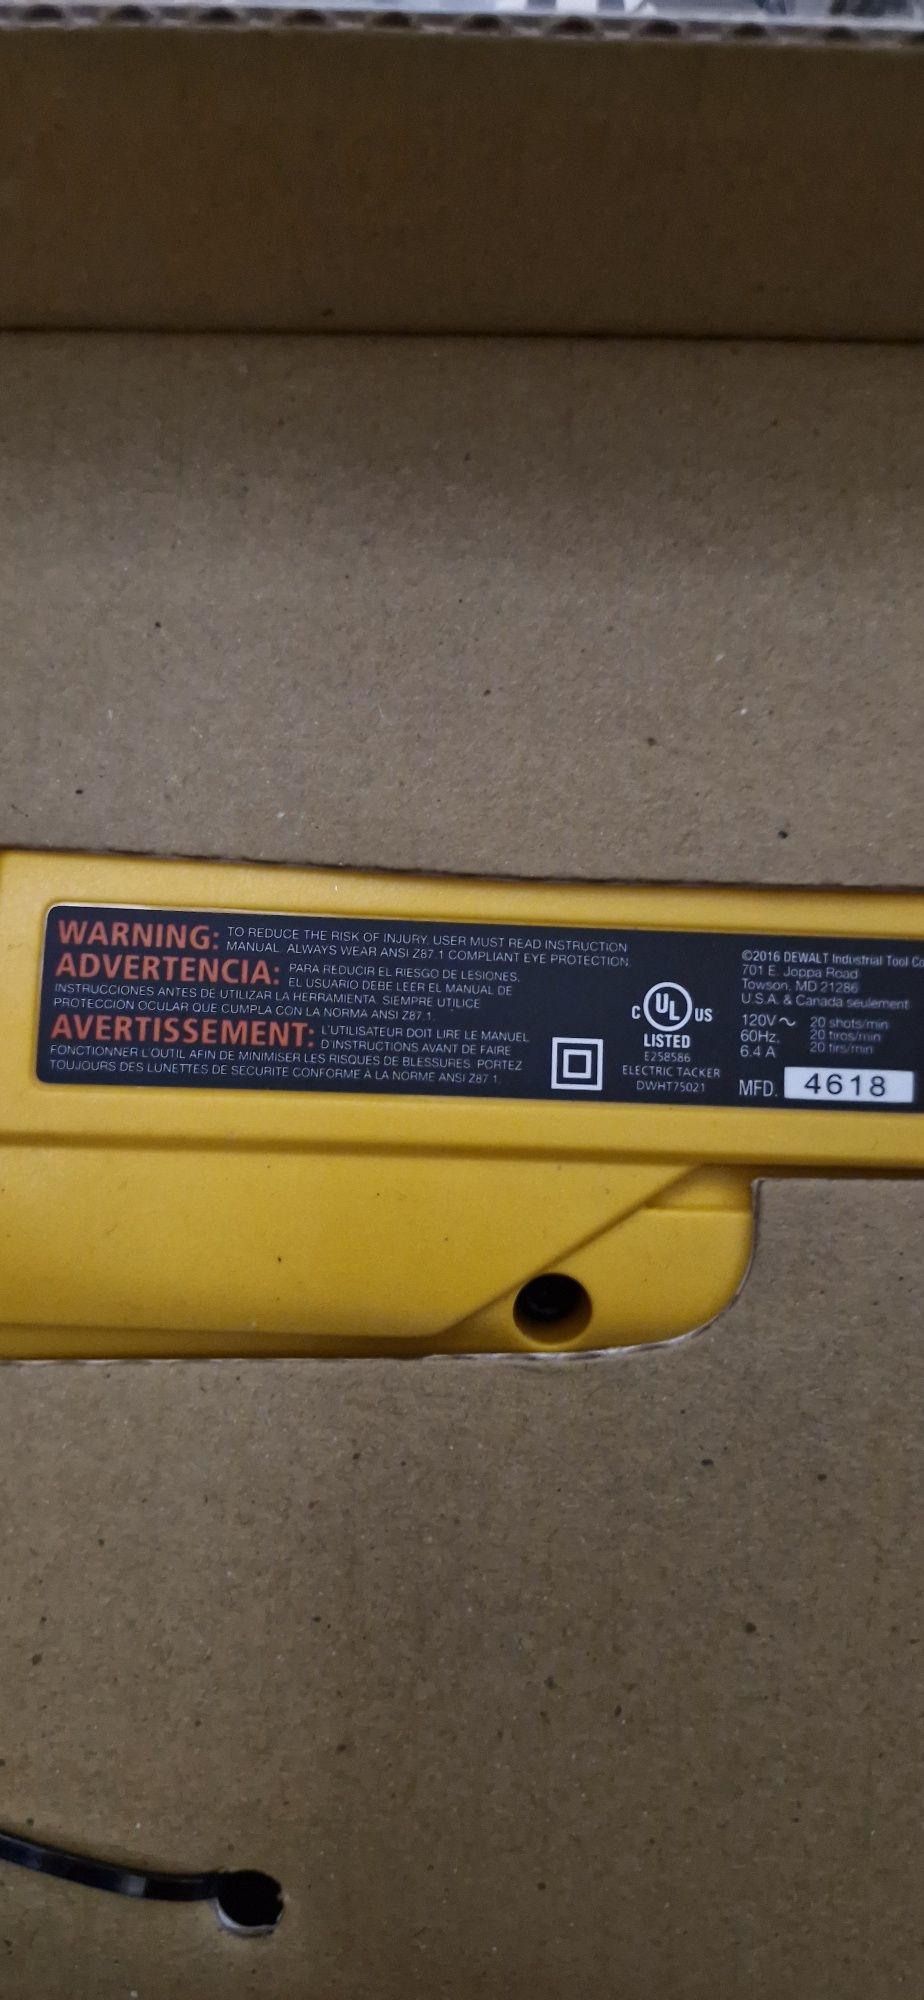 WARNING: TO REDUCE THE RISK OF INJURY, USER MUST READ INSTRUCTION
MANUAL. ALWAYS WEAR ANSI Z87.1 COMPLIANT EYE PROTECTION.
ADVERTENCIA: PARA REDUCIR EL RIESGO DE LESIONES,
EL USUARIO DEBE LEER EL MANUAL DE
INSTRUCCIONES ANTES DE UTILIZAR LA HERRAMIENTA. SIEMPRE UTILICE
PROTECCIÓN OCULAR QUE CUMPLA CON LA NORMA ANSI Z87.1.
AVERTISSEMENT: L'UTILISATEUR DOIT LIRE LE MANUEL
D'INSTRUCTIONS AVANT DE FAIRE
FONCTIONNER L'OUTIL AFIN DE MINIMISER LES RISQUES DE BLESSURES. PORTEZ
TOUJOURS DES LUNETTES DE SECURITE CONFORME À LA NORME ANSI Z87.1.
C UL US
LISTED
E258586
ELECTRIC TACKER
DWHT75021
©2016 DEWALT Industrial Tool Co
701 E. Joppa Road
Towson, MD 21286
U.S.A. & Canada seulement
120V~ 20 shots/min
60Hz. 20 tiros/min
6.4 A 20 tirs/min
MFD. 4618